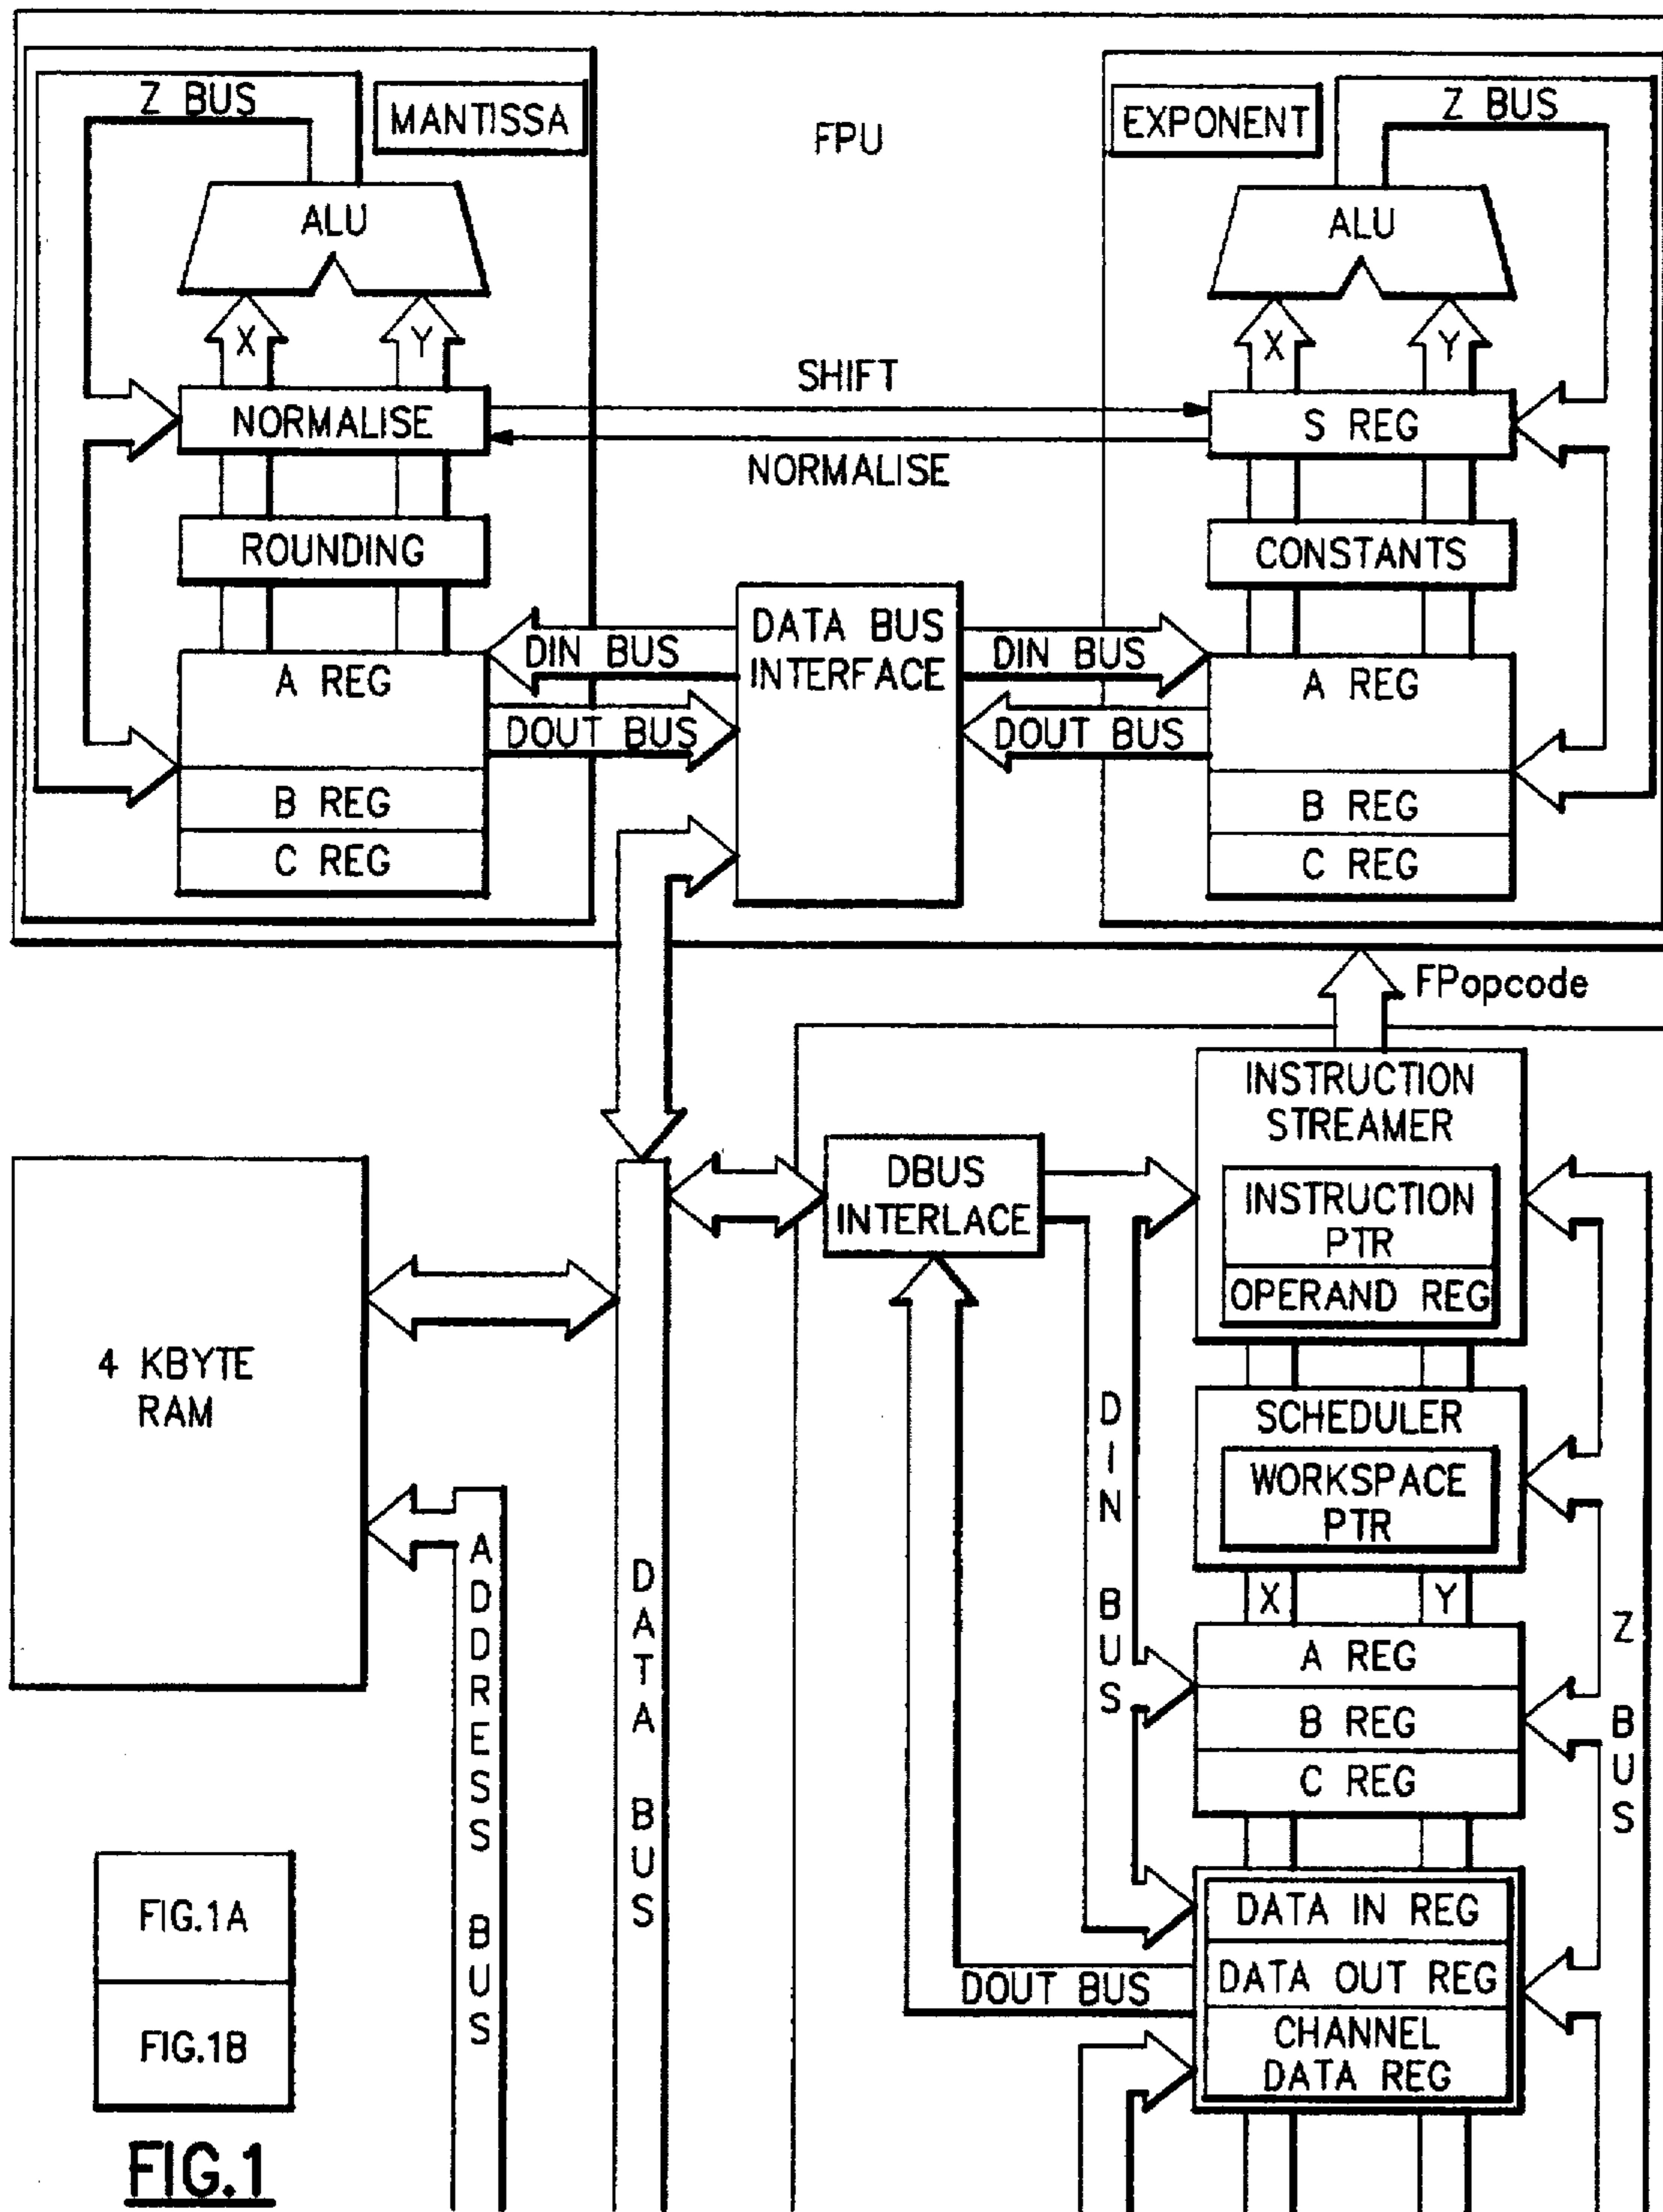 Z BUS
MANTISSA
FPU
EXPONENT
Z BUS
ALU
ALU
X
Y
X
Y
SHIFT
NORMALISE
S REG
NORMALISE
ROUNDING
CONSTANTS
DATA BUS
INTERFACE
DIN BUS
DIN BUS
A REG
A REG
DOUT BUS
DOUT BUS
B REG
B REG
C REG
C REG
FPopcode
INSTRUCTION
STREAMER
DBUS
INTERLACE
INSTRUCTION
PTR
OPERAND REG
4 KBYTE
RAM
SCHEDULER
WORKSPACE
PTR
DIN BUS
X
Y
ADDRESS BUS
DATA BUS
Z BUS
A REG
B REG
C REG
DATA IN REG
DATA OUT REG
DOUT BUS
CHANNEL
DATA REG
FIG.1A
FIG.1B
FIG.1